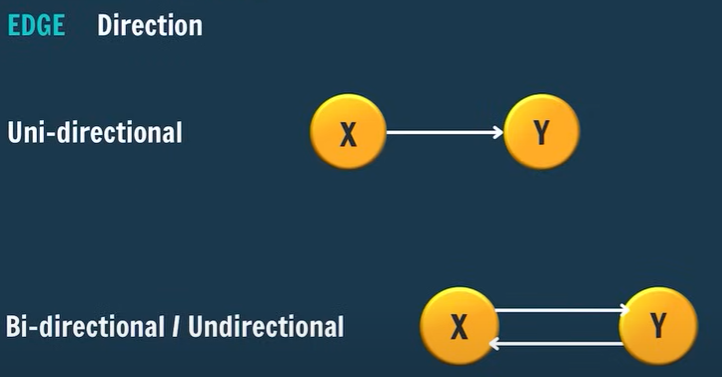 EDGE Direction
Uni-directional
X Y
Bi-directional / Undirectional
X Y